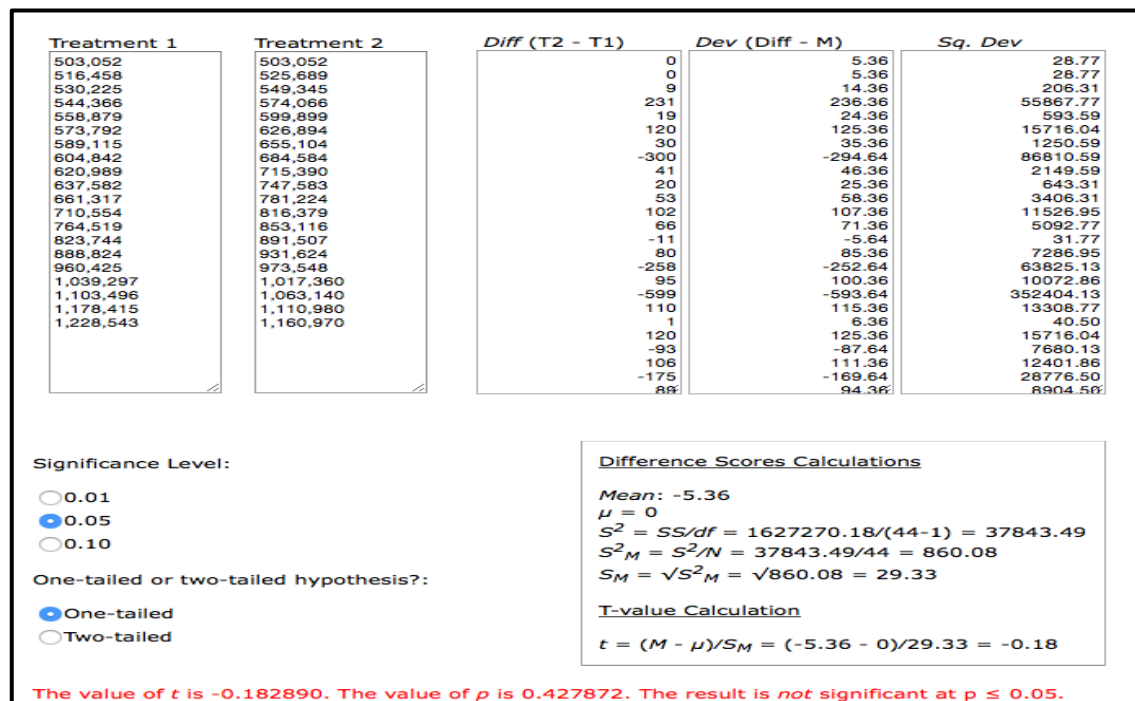 Treatment 1 Treatment 2 Diff (T2 - T1) Dev (Diff - M) Sq. Dev
503,052 503,052 0 5.36 28.77
516,458 525,689 0 5.36 28.77
530,225 549,345 9 14.36 206.31
544,366 574,066 231 236.36 55867.77
558,879 599,899 19 24.36 593.59
573,792 626,894 120 125.36 15716.04
589,115 655,104 30 35.36 1250.59
604,842 684,584 -300 -294.64 86810.59
620,989 715,390 41 46.36 2149.59
637,582 747,583 20 25.36 643.31
661,317 781,224 53 58.36 3406.31
710,554 816,379 102 107.36 11526.95
764,519 853,116 66 71.36 5092.77
823,744 891,507 -11 -5.64 31.77
888,824 931,624 80 85.36 7286.95
960,425 973,548 -258 -252.64 63825.13
1,039,297 1,017,360 95 100.36 10072.86
1,103,496 1,063,140 -599 -593.64 352404.13
1,178,415 1,110,980 110 115.36 13308.77
1,228,543 1,160,970 1 6.36 40.50
120 125.36 15716.04
-93 -87.64 7680.13
106 111.36 12401.86
-175 -169.64 28776.50
89 94.36 8904.50
Significance Level:
0.01
0.05
0.10
One-tailed or two-tailed hypothesis?:
One-tailed
Two-tailed
Difference Scores Calculations
Mean: -5.36
μ = 0
S² = SS/df = 1627270.18/(44-1) = 37843.49
S²M = S²/N = 37843.49/44 = 860.08
SM = √S²M = √860.08 = 29.33
T-value Calculation
t = (M - μ)/SM = (-5.36 - 0)/29.33 = -0.18
The value of t is -0.182890. The value of p is 0.427872. The result is not significant at p ≤ 0.05.